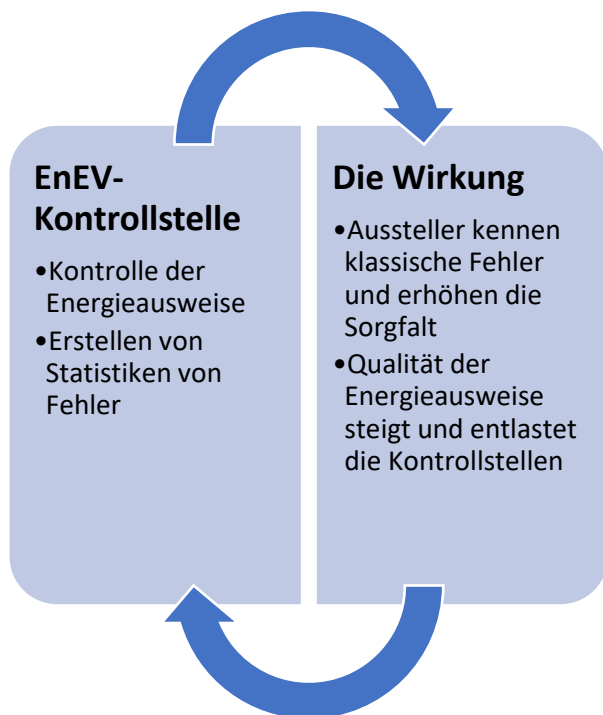 EnEV-
Kontrollstelle
•Kontrolle der
Energieausweise
•Erstellen von
Statistiken von
Fehler
Die Wirkung
•Aussteller kennen
klassische Fehler
und erhöhen die
Sorgfalt
•Qualität der
Energieausweise
steigt und entlastet
die Kontrollstellen